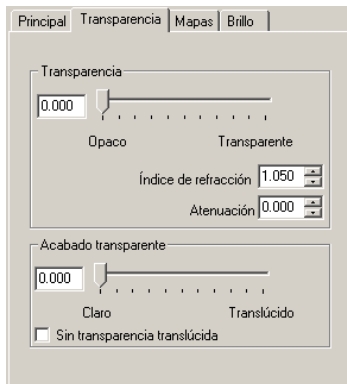 Principal Transparencia Mapas Brillo
Transparencia
0.000
Opaco Transparente
Índice de refracción 1.050
Atenuación 0.000
Acabado transparente
0.000
Claro Translúcido
Sin transparencia translúcida